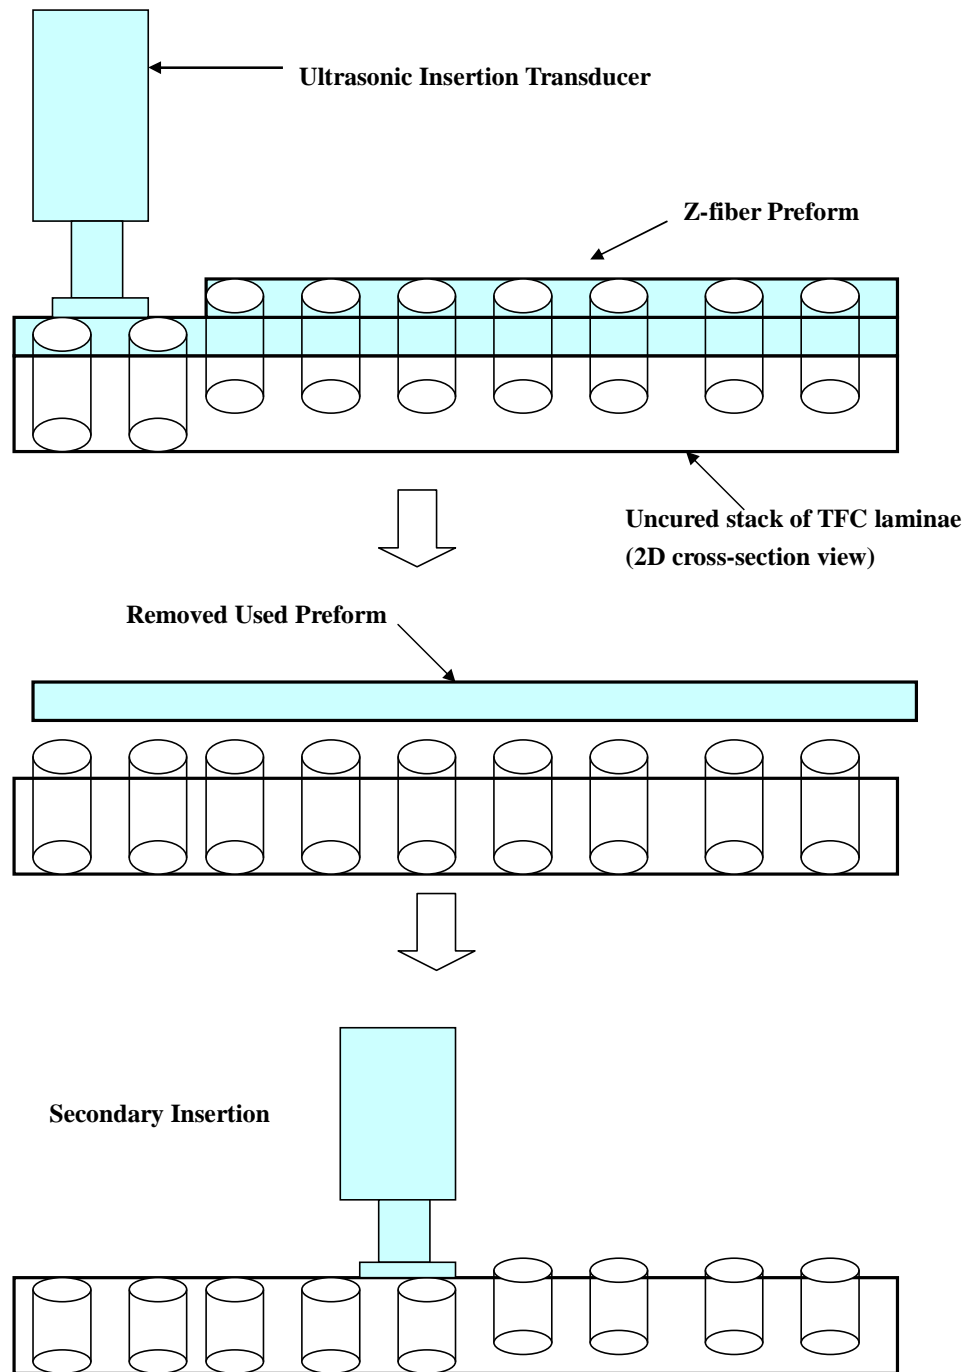 Ultrasonic Insertion Transducer
Z-fiber Preform
Uncured stack of TFC laminae
(2D cross-section view)
Removed Used Preform
Secondary Insertion